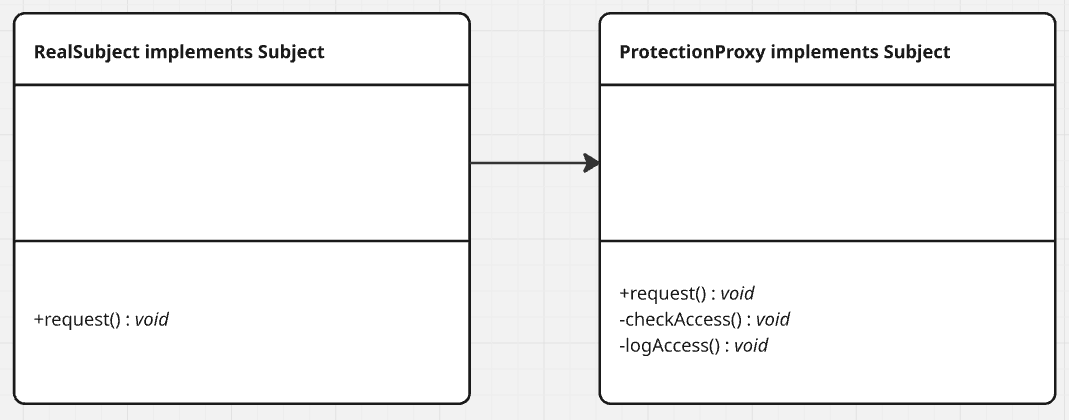 RealSubject implements Subject
+request() : void
ProtectionProxy implements Subject
+request() : void
-checkAccess() : void
-logAccess() : void